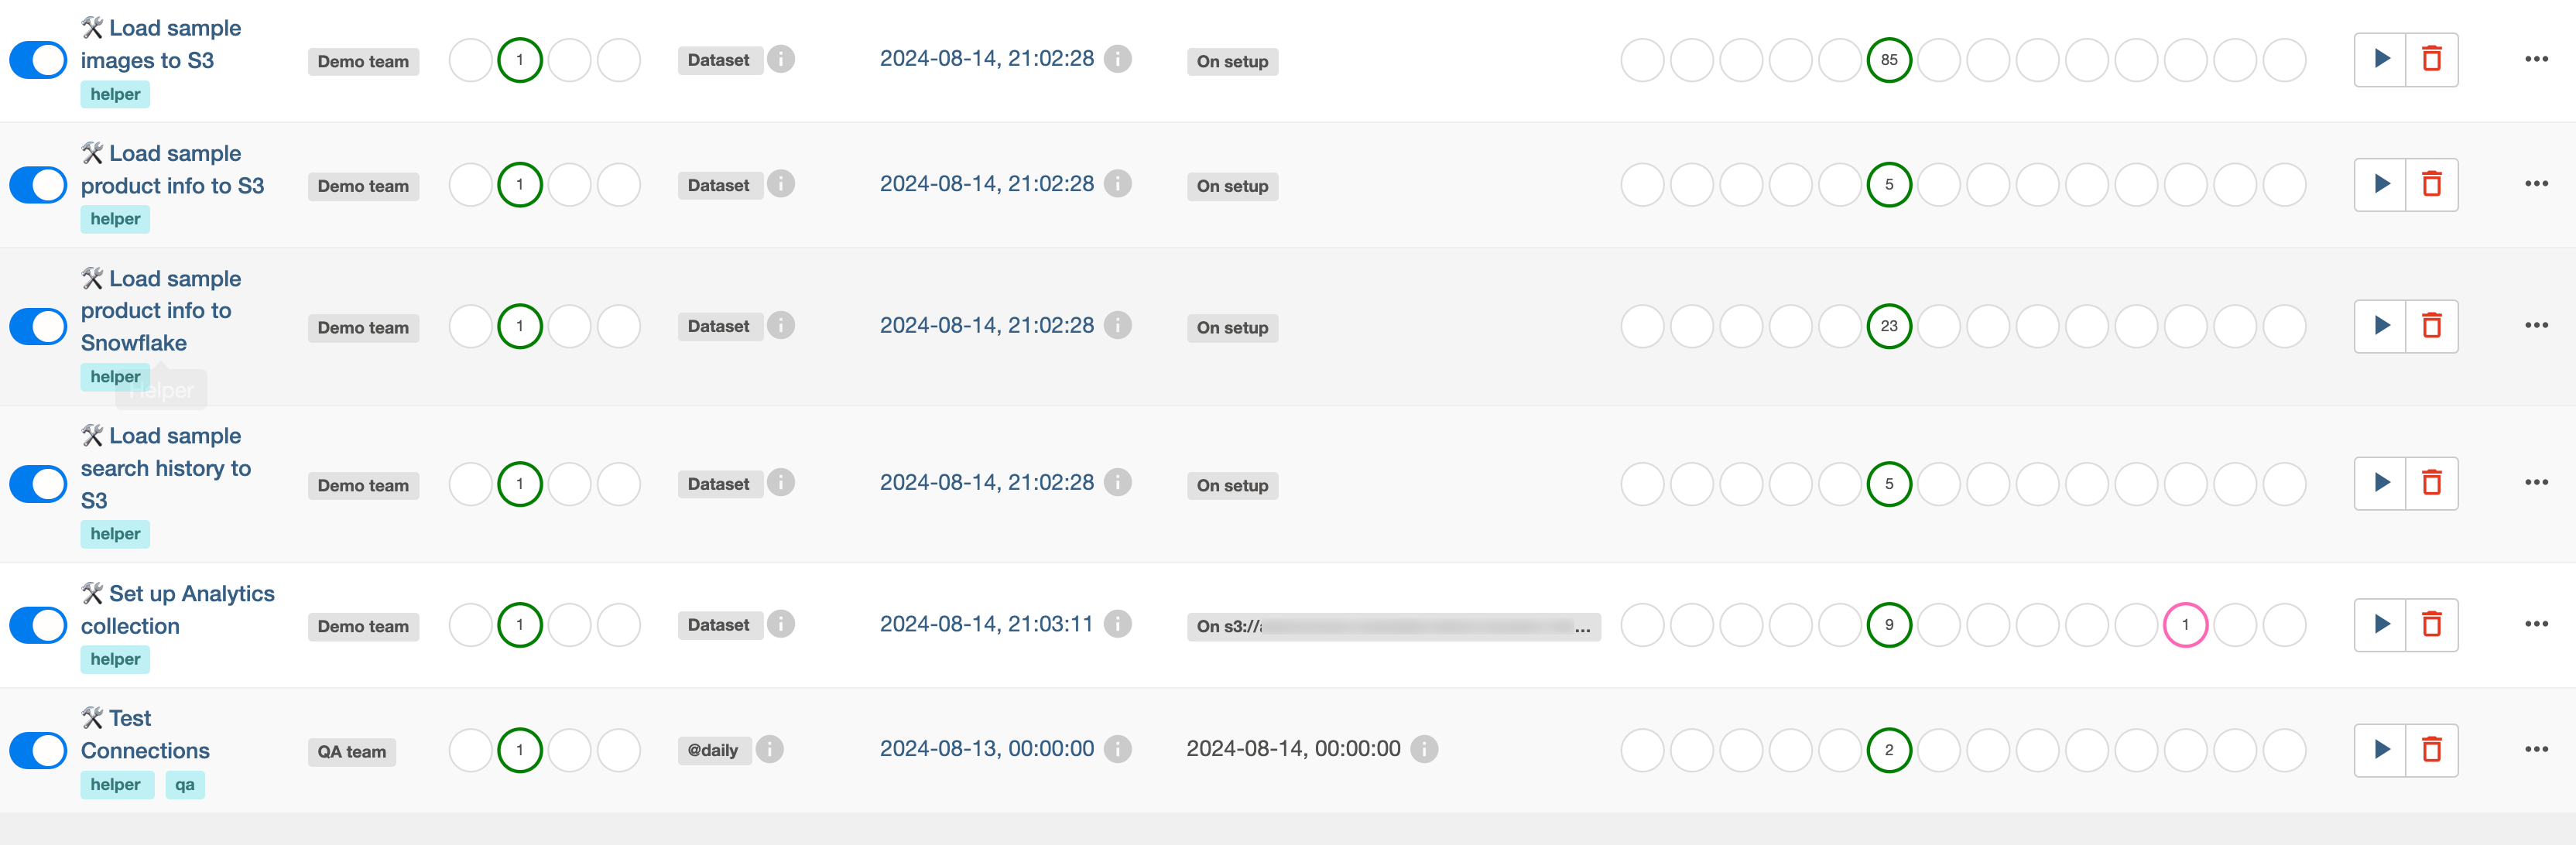 🛠️ Load sample
images to S3
helper
Demo team
1
Dataset
2024-08-14, 21:02:28
On setup
85
🛠️ Load sample
product info to S3
helper
Demo team
1
Dataset
2024-08-14, 21:02:28
On setup
5
🛠️ Load sample
product info to
Snowflake
helper
Helper
Demo team
1
Dataset
2024-08-14, 21:02:28
On setup
23
🛠️ Load sample
search history to
S3
helper
Demo team
1
Dataset
2024-08-14, 21:02:28
On setup
5
🛠️ Set up Analytics
collection
helper
Demo team
1
Dataset
2024-08-14, 21:03:11
On s3:// ...
9
1
🛠️ Test
Connections
helper qa
QA team
1
@daily
2024-08-13, 00:00:00
2024-08-14, 00:00:00
2